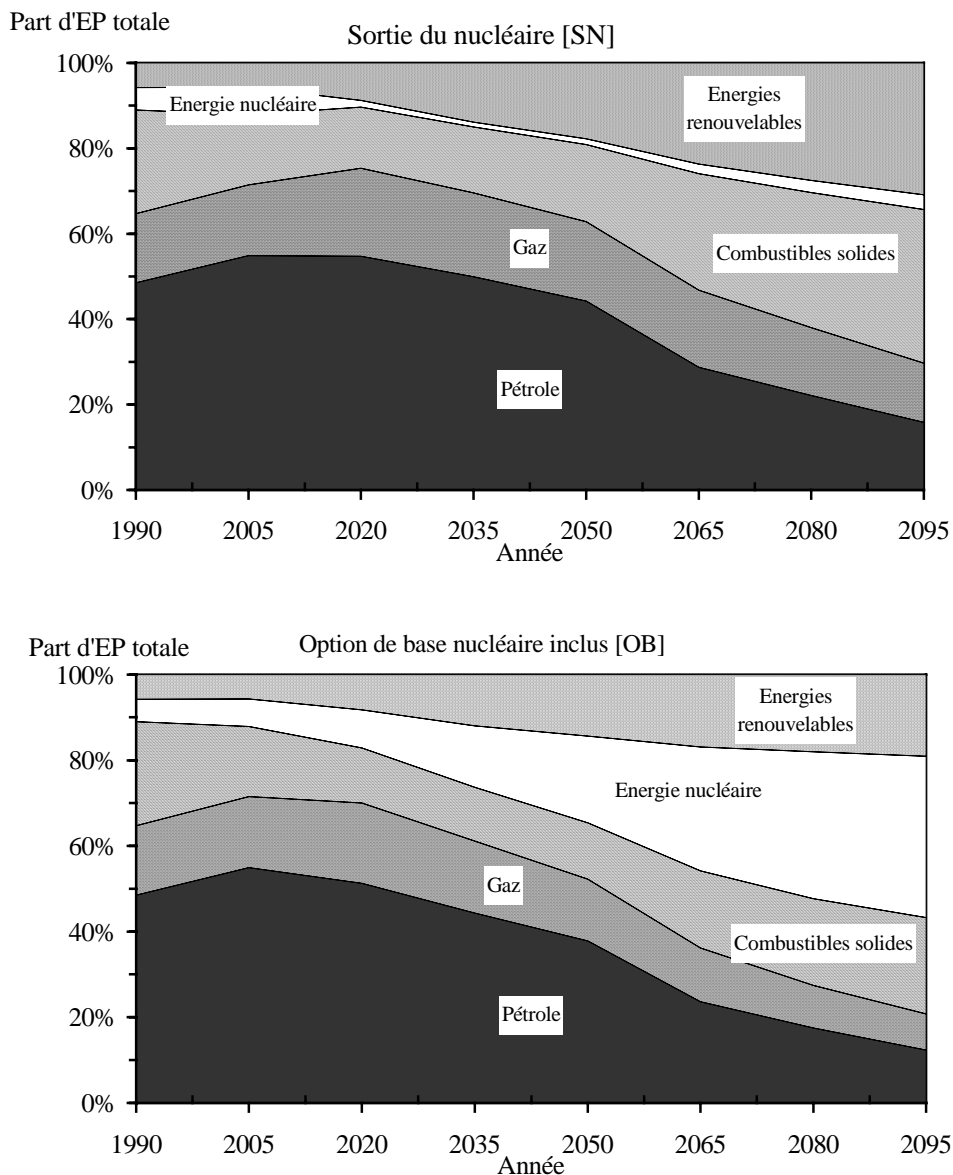 Part d'EP totale
Sortie du nucléaire [SN]
100%
80%
60%
40%
20%
0%
Energie nucléaire
Energies
renouvelables
Gaz
Combustibles solides
Pétrole
1990 2005 2020 2035 2050 2065 2080 2095
Année
Part d'EP totale
Option de base nucléaire inclus [OB]
100%
80%
60%
40%
20%
0%
Energies
renouvelables
Energie nucléaire
Gaz
Combustibles solides
Pétrole
1990 2005 2020 2035 2050 2065 2080 2095
Année